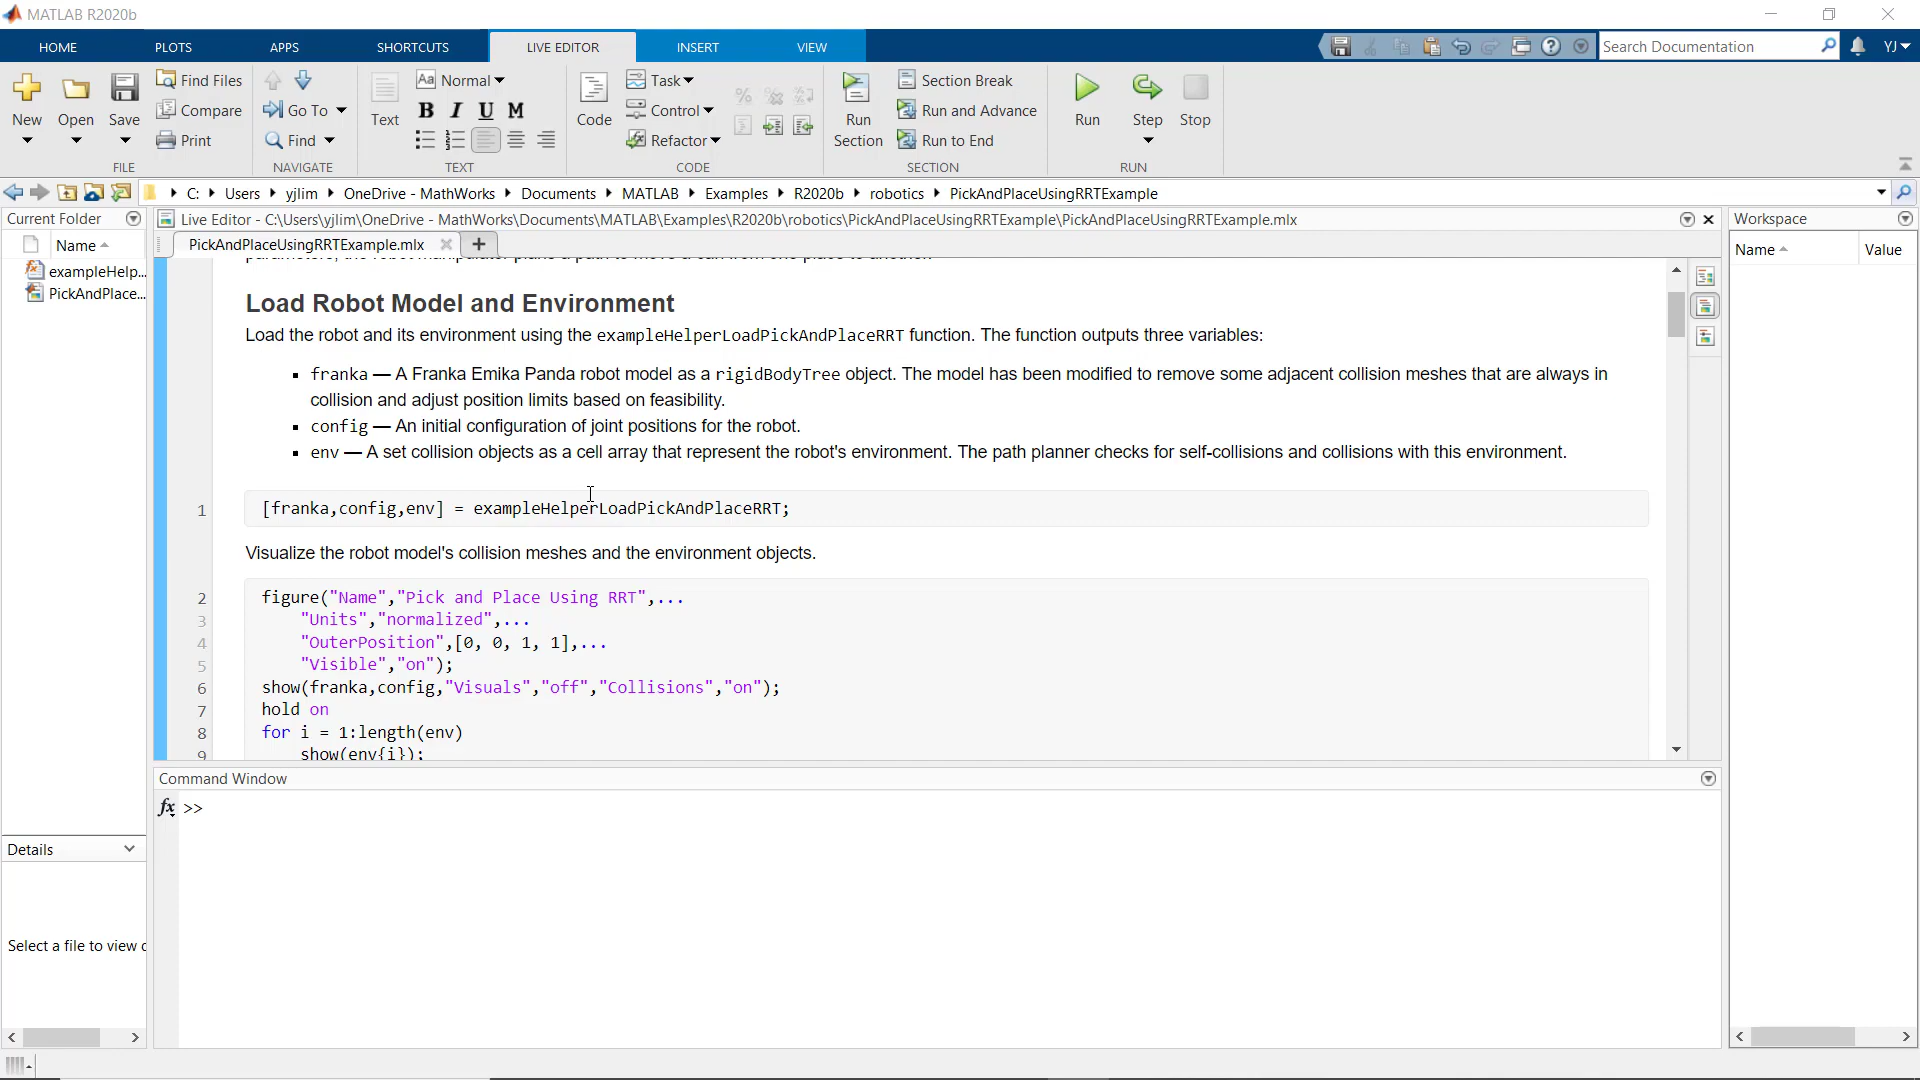 MATLAB R2020b
HOME PLOTS APPS SHORTCUTS LIVE EDITOR INSERT VIEW Search Documentation YJ
New Open Save Find Files Compare Print
FILE
Go To Find
NAVIGATE
Text Aa Normal B I U M
TEXT
Code Task Control Refactor
CODE
Run Section Section Break Run and Advance Run to End
SECTION
Run Step Stop
RUN
C: Users yjlim OneDrive - MathWorks Documents MATLAB Examples R2020b robotics PickAndPlaceUsingRRTExample
Current Folder
Name
exampleHelp...
PickAndPlace...
Details
Select a file to view
Live Editor - C:\Users\yjlim\OneDrive - MathWorks\Documents\MATLAB\Examples\R2020b\robotics\PickAndPlaceUsingRRTExample\PickAndPlaceUsingRRTExample.mlx
PickAndPlaceUsingRRTExample.mlx
Load Robot Model and Environment
Load the robot and its environment using the exampleHelperLoadPickAndPlaceRRT function. The function outputs three variables:
franka — A Franka Emika Panda robot model as a rigidBodyTree object. The model has been modified to remove some adjacent collision meshes that are always in
collision and adjust position limits based on feasibility.
config — An initial configuration of joint positions for the robot.
env — A set collision objects as a cell array that represent the robot's environment. The path planner checks for self-collisions and collisions with this environment.
1 [franka,config,env] = exampleHelperLoadPickAndPlaceRRT;
Visualize the robot model's collision meshes and the environment objects.
2 figure("Name","Pick and Place Using RRT",...
3 "Units","normalized",...
4 "OuterPosition",[0, 0, 1, 1],...
5 "Visible","on");
6 show(franka,config,"Visuals","off","Collisions","on");
7 hold on
8 for i = 1:length(env)
9 show(env{i});
Command Window
fx >>
Workspace
Name Value